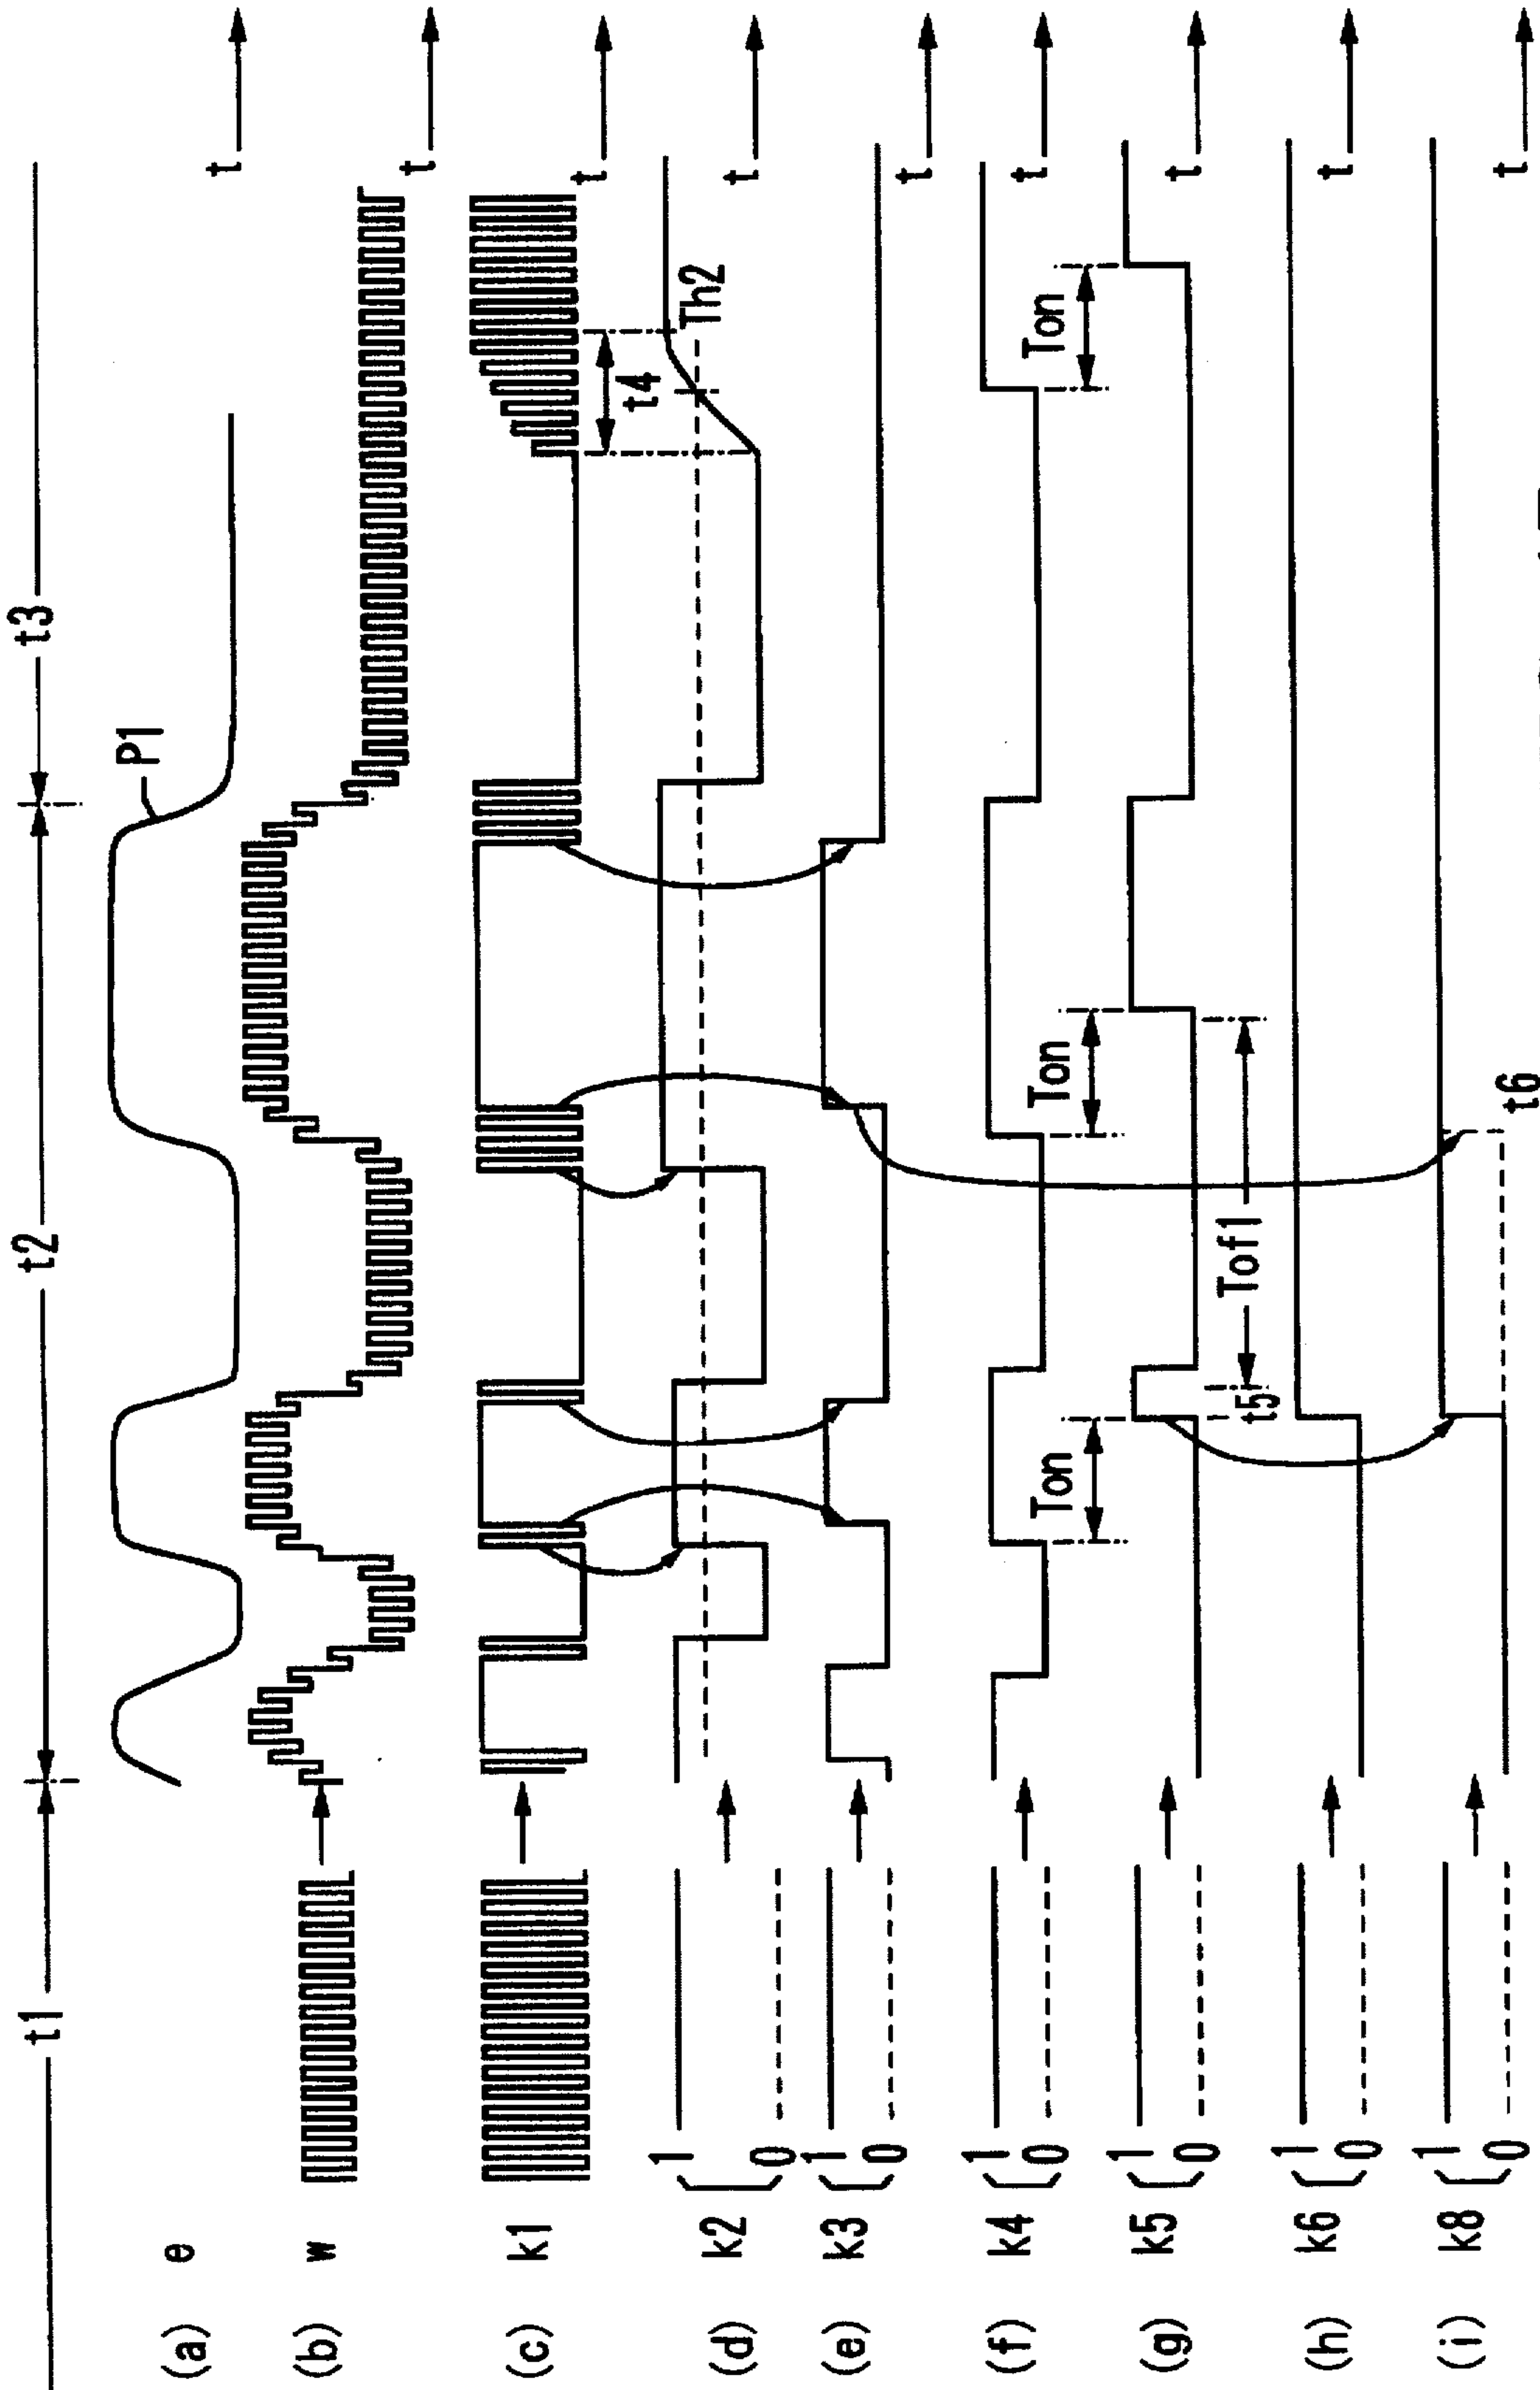 t1 t2 t3
(a) e P1 t
(b) w t
(c) k1 t4 t
(d) k2 1 0 Th2 t
(e) k3 1 0 t
(f) k4 1 0 Ton Ton Ton t
(g) k5 1 0 t5 Tof1 t
(h) k6 1 0 t
(i) k8 1 0 t6 t